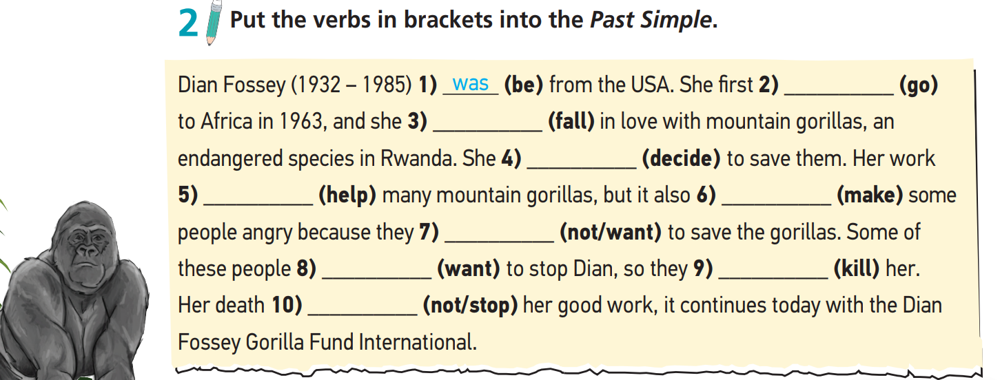 2 Put the verbs in brackets into the Past Simple.
Dian Fossey (1932 – 1985) 1) was (be) from the USA. She first 2) __________ (go)
to Africa in 1963, and she 3) __________ (fall) in love with mountain gorillas, an
endangered species in Rwanda. She 4) __________ (decide) to save them. Her work
5) __________ (help) many mountain gorillas, but it also 6) __________ (make) some
people angry because they 7) __________ (not/want) to save the gorillas. Some of
these people 8) __________ (want) to stop Dian, so they 9) __________ (kill) her.
Her death 10) __________ (not/stop) her good work, it continues today with the Dian
Fossey Gorilla Fund International.